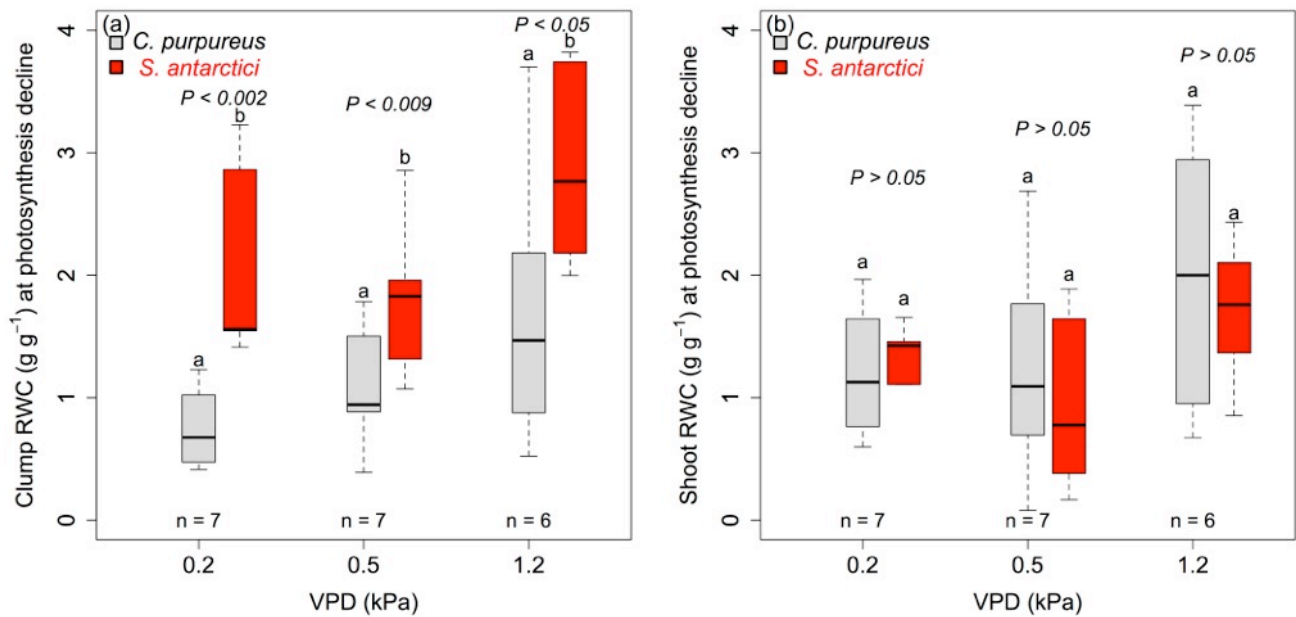 (a)
C. purpureus
S. antarctici
P < 0.002
P < 0.009
P < 0.05
a
b
a
b
a
b
Clump RWC (g g⁻¹) at photosynthesis decline
4
3
2
1
0
n = 7
n = 7
n = 6
0.2
0.5
1.2
VPD (kPa)
(b)
C. purpureus
S. antarctici
P > 0.05
P > 0.05
P > 0.05
a
a
a
a
a
a
Shoot RWC (g g⁻¹) at photosynthesis decline
4
3
2
1
0
n = 7
n = 7
n = 6
0.2
0.5
1.2
VPD (kPa)